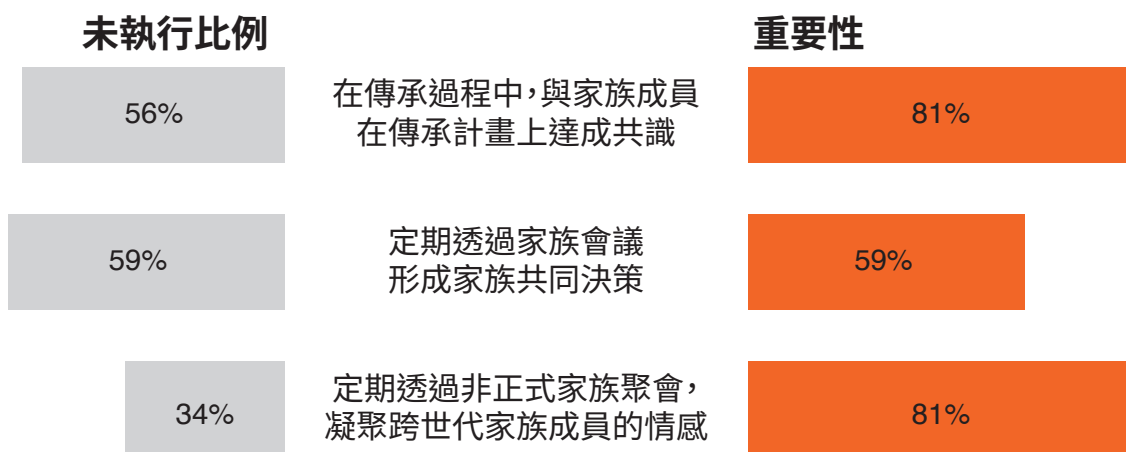 未執行比例
重要性
56%
在傳承過程中，與家族成員
在傳承計畫上達成共識
81%
59%
定期透過家族會議
形成家族共同決策
59%
34%
定期透過非正式家族聚會，
凝聚跨世代家族成員的情感
81%